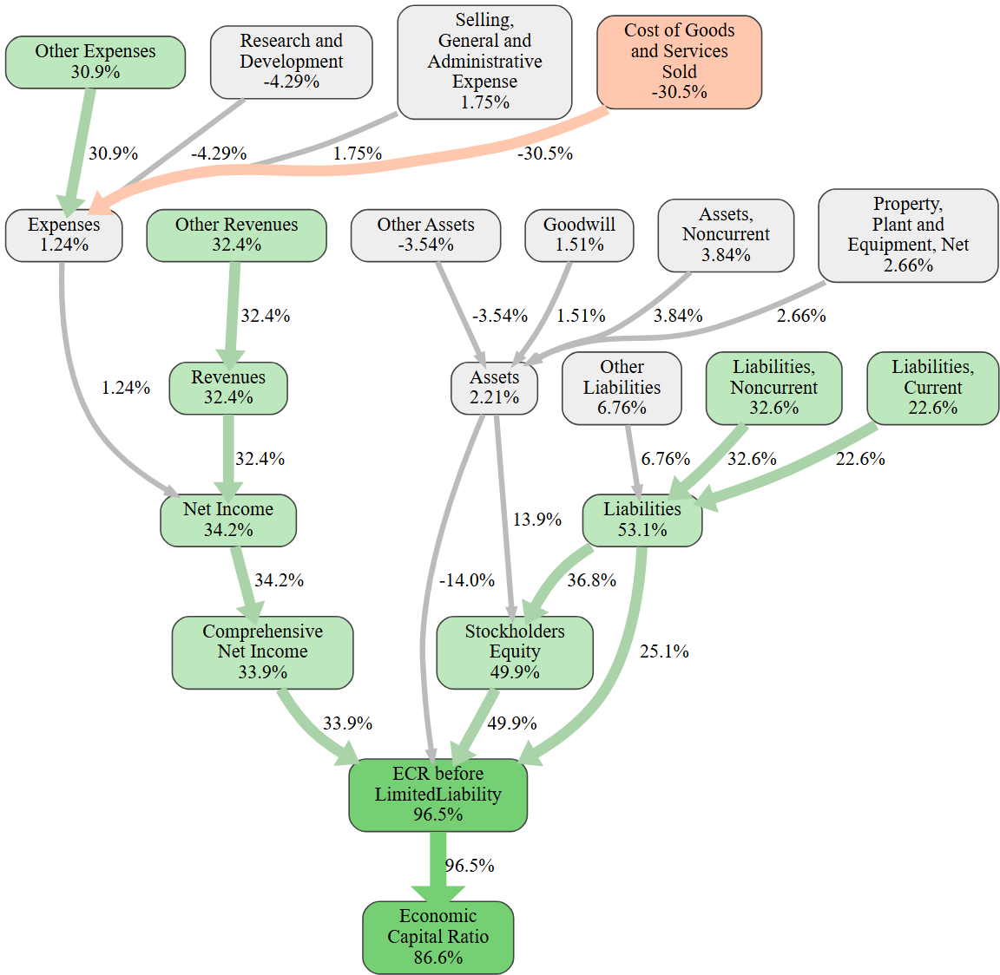 Other Expenses
30.9%
Research and
Development
-4.29%
Selling,
General and
Administrative
Expense
1.75%
Cost of Goods
and Services
Sold
-30.5%
30.9%
-4.29%
1.75%
-30.5%
Expenses
1.24%
Other Revenues
32.4%
Other Assets
-3.54%
Goodwill
1.51%
Assets,
Noncurrent
3.84%
Property,
Plant and
Equipment, Net
2.66%
32.4%
-3.54%
1.51%
3.84%
2.66%
Revenues
32.4%
Assets
2.21%
Other
Liabilities
6.76%
Liabilities,
Noncurrent
32.6%
Liabilities,
Current
22.6%
1.24%
32.4%
6.76%
32.6%
22.6%
Net Income
34.2%
Liabilities
53.1%
13.9%
34.2%
-14.0%
36.8%
Comprehensive
Net Income
33.9%
Stockholders
Equity
49.9%
25.1%
33.9%
49.9%
ECR before
LimitedLiability
96.5%
96.5%
Economic
Capital Ratio
86.6%